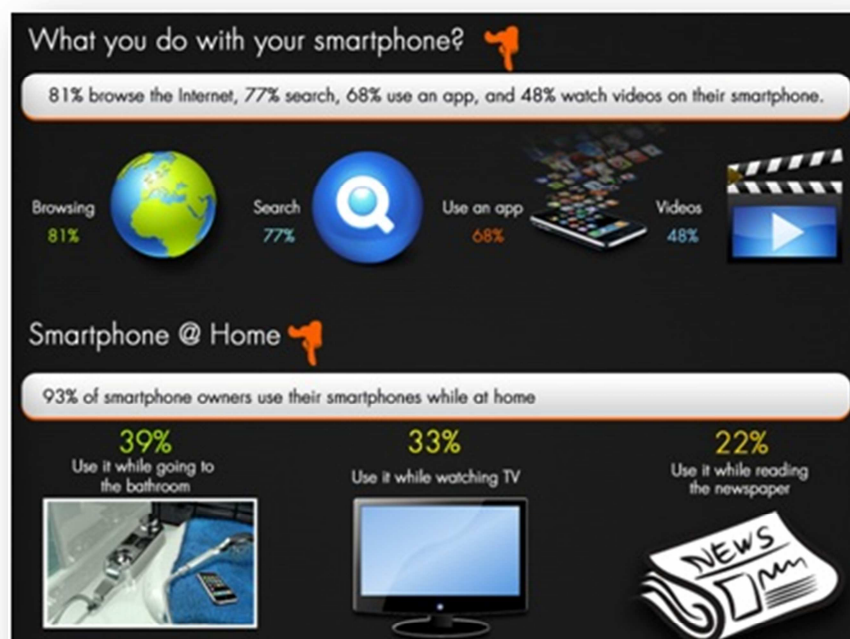 What you do with your smartphone?
81% browse the Internet, 77% search, 68% use an app, and 48% watch videos on their smartphone.
Browsing
81%
Search
77%
Use an app
68%
Videos
48%
Smartphone @ Home
93% of smartphone owners use their smartphones while at home
39%
Use it while going to
the bathroom
33%
Use it while watching TV
22%
Use it while reading
the newspaper
NEWS